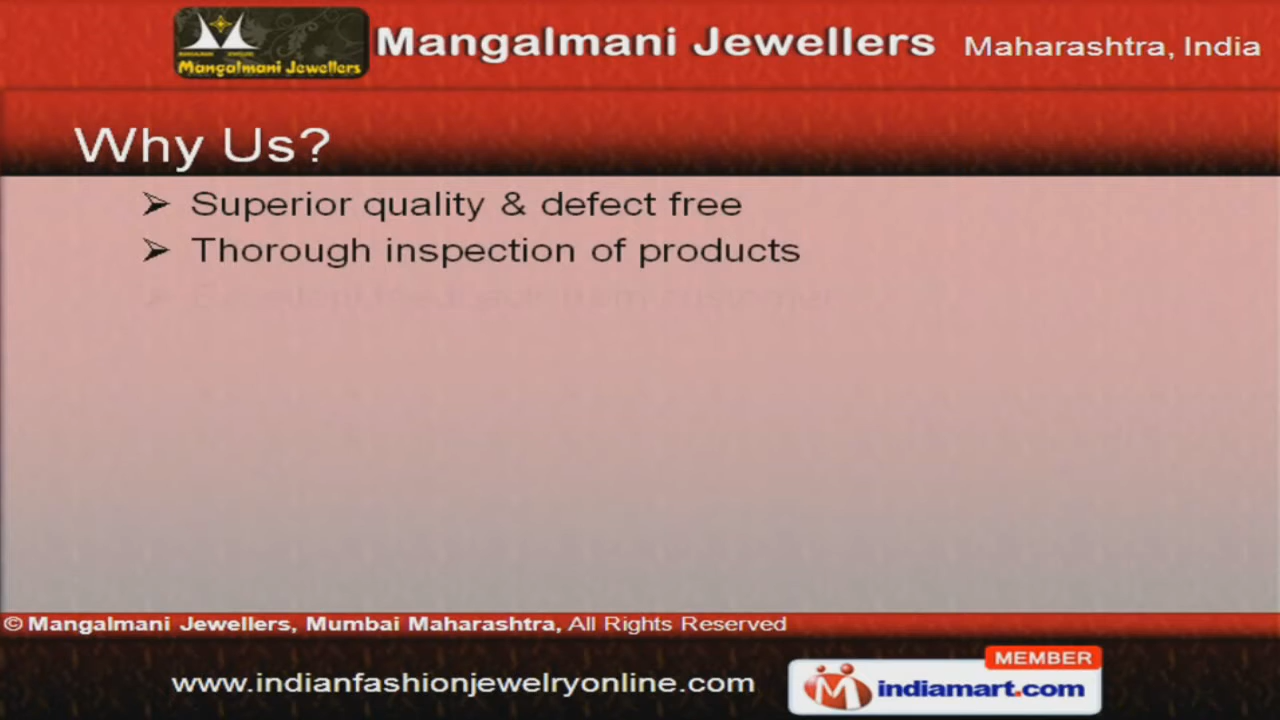 Mangalmani Jewellers
Mangalmani Jewellers Maharashtra, India
Why Us?
➢ Superior quality & defect free
➢ Thorough inspection of products
© Mangalmani Jewellers, Mumbai Maharashtra, All Rights Reserved
www.indianfashionjewelryonline.com
MEMBER
indiamart.com